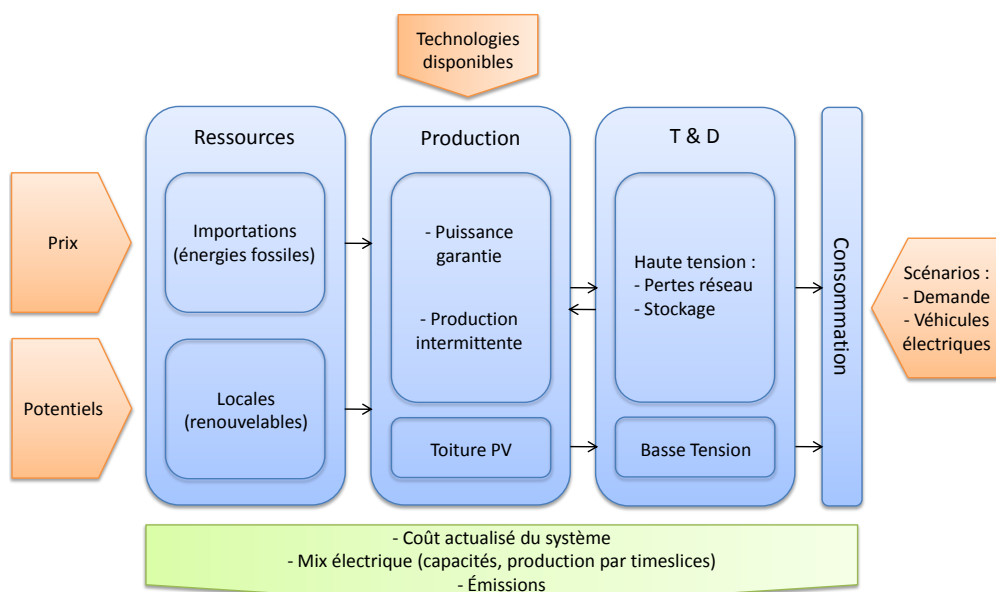 Technologies
disponibles
Ressources
Production
T & D
Prix
Importations
(énergies fossiles)
- Puissance
garantie
- Production
intermittente
Haute tension :
- Pertes réseau
- Stockage
Consommation
Scénarios :
- Demande
- Véhicules
électriques
Potentiels
Locales
(renouvelables)
Toiture PV
Basse Tension
- Coût actualisé du système
- Mix électrique (capacités, production par timeslices)
- Émissions